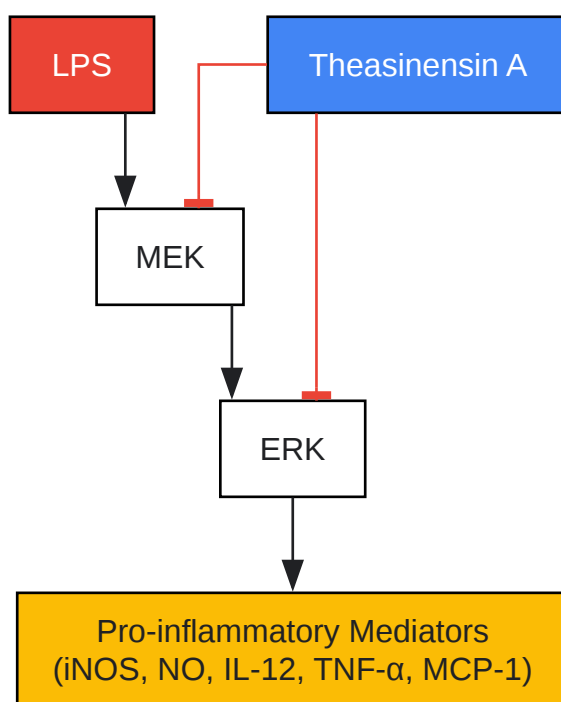 LPS
Theasinensin A
MEK
ERK
Pro-inflammatory Mediators
(iNOS, NO, IL-12, TNF-α, MCP-1)